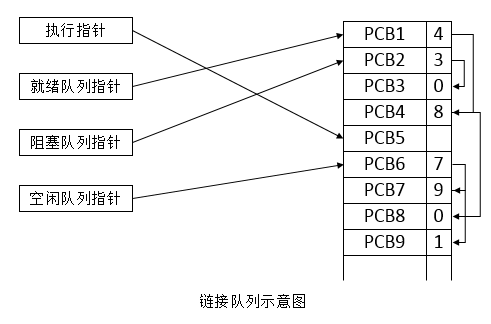 执行指针
就绪队列指针
阻塞队列指针
空闲队列指针
PCB1 4
PCB2 3
PCB3 0
PCB4 8
PCB5
PCB6 7
PCB7 9
PCB8 0
PCB9 1
链接队列示意图